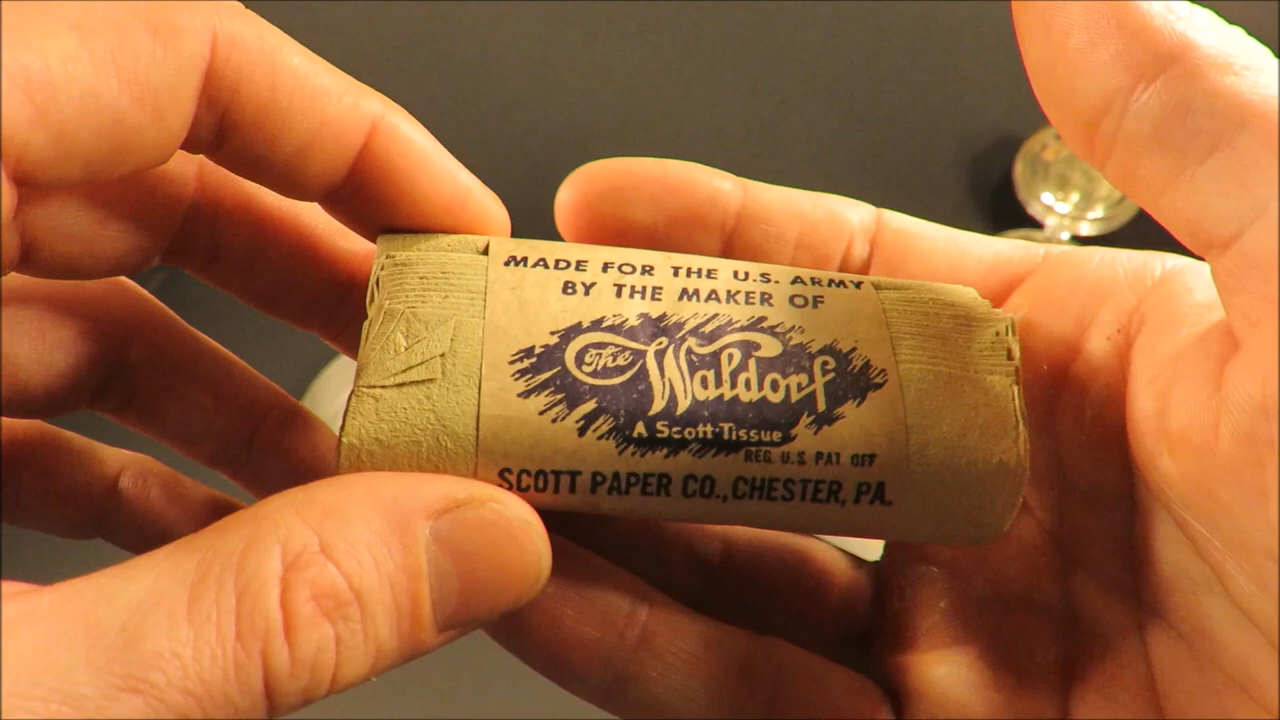 MADE FOR THE U.S. ARMY
BY THE MAKER OF
The Waldorf
A Scott Tissue
REG. U.S. PAT. OFF
SCOTT PAPER CO., CHESTER, PA.